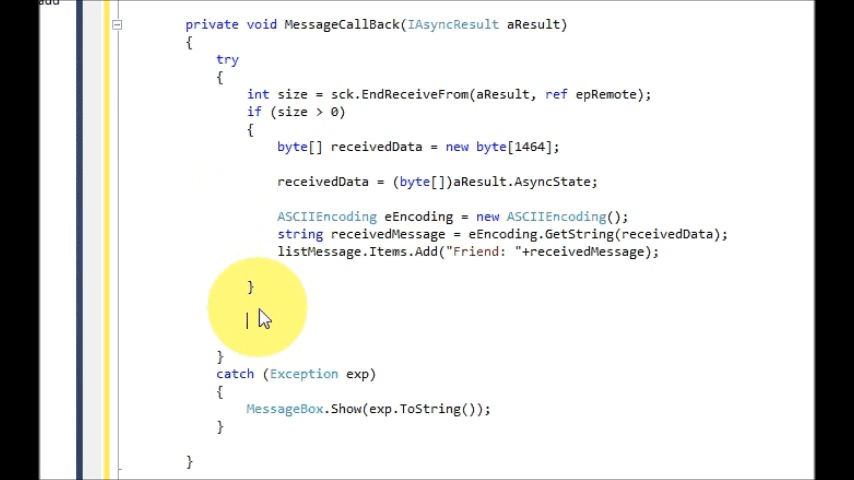 private void MessageCallBack(IAsyncResult aResult)
{
try
{
int size = sck.EndReceiveFrom(aResult, ref epRemote);
if (size > 0)
{
byte[] receivedData = new byte[1464];
receivedData = (byte[])aResult.AsyncState;
ASCIIEncoding eEncoding = new ASCIIEncoding();
string receivedMessage = eEncoding.GetString(receivedData);
listMessage.Items.Add("Friend: "+receivedMessage);
}
}
catch (Exception exp)
{
MessageBox.Show(exp.ToString());
}
}